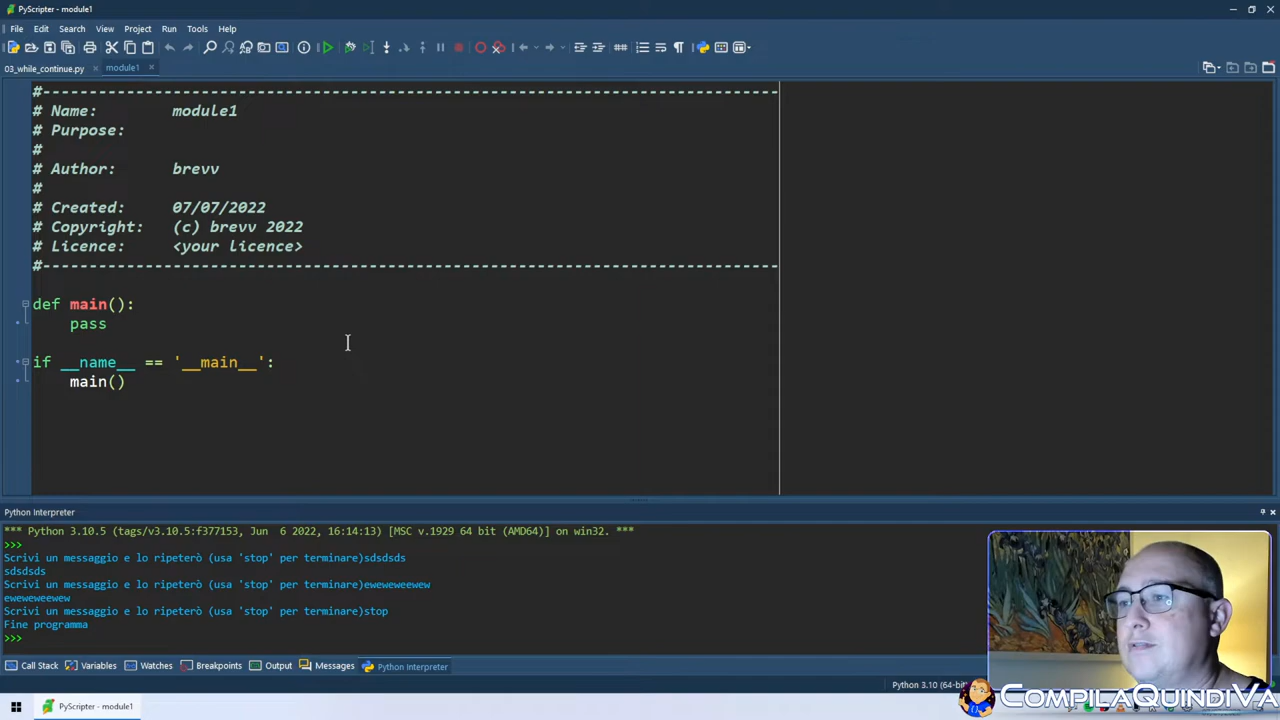 PyScripter - module1
File Edit Search View Project Run Tools Help
03_while_continue.py module1
#--------------------------------------------------------------------------------
# Name: module1
# Purpose:
#
# Author: brevv
#
# Created: 07/07/2022
# Copyright: (c) brevv 2022
# Licence: <your licence>
#--------------------------------------------------------------------------------
def main():
pass
if __name__ == '__main__':
main()
Python Interpreter
*** Python 3.10.5 (tags/v3.10.5:f377153, Jun 6 2022, 16:14:13) [MSC v.1929 64 bit (AMD64)] on win32. ***
>>>
Scrivi un messaggio e lo ripeterò (usa 'stop' per terminare)sdsdsds
sdsdsds
Scrivi un messaggio e lo ripeterò (usa 'stop' per terminare)eweweweewew
eweweweewew
Scrivi un messaggio e lo ripeterò (usa 'stop' per terminare)stop
Fine programma
>>>
Call Stack Variables Watches Breakpoints Output Messages Python Interpreter
Python 3.10 (64-bit)
CompilaQuindiVa
PyScripter - module1